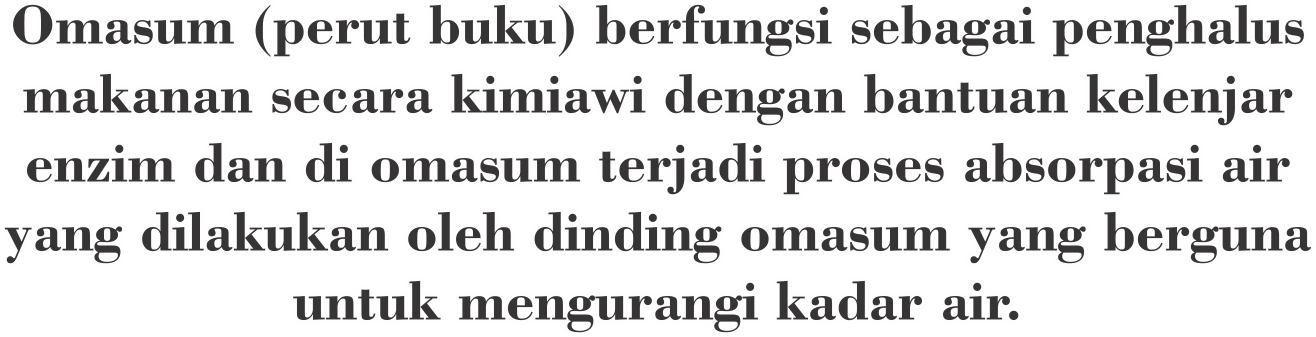 Omasum (perut buku) berfungsi sebagai penghalus
makanan secara kimiawi dengan bantuan kelenjar
enzim dan di omasum terjadi proses absorpasi air
yang dilakukan oleh dinding omasum yang berguna
untuk mengurangi kadar air.